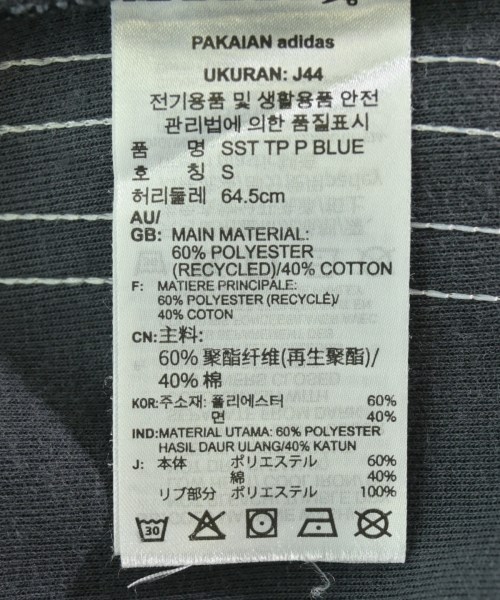 PAKAIAN adidas
UKURAN: J44
전기용품 및 생활용품 안전
관리법에 의한 품질표시
품 명 SST TP P BLUE
호 칭 S
허리둘레 64.5cm
AU/
GB: MAIN MATERIAL:
60% POLYESTER
(RECYCLED)/40% COTTON
F: MATIERE PRINCIPALE:
60% POLYESTER (RECYCLÉ)/
40% COTON
CN:主料:
60% 聚酯纤维(再生聚酯)/
40% 棉
KOR:주소재: 폴리에스터 60%
면 40%
IND:MATERIAL UTAMA: 60% POLYESTER
HASIL DAUR ULANG/40% KATUN
J: 本体 ポリエステル 60%
綿 40%
リブ部分 ポリエステル 100%
30